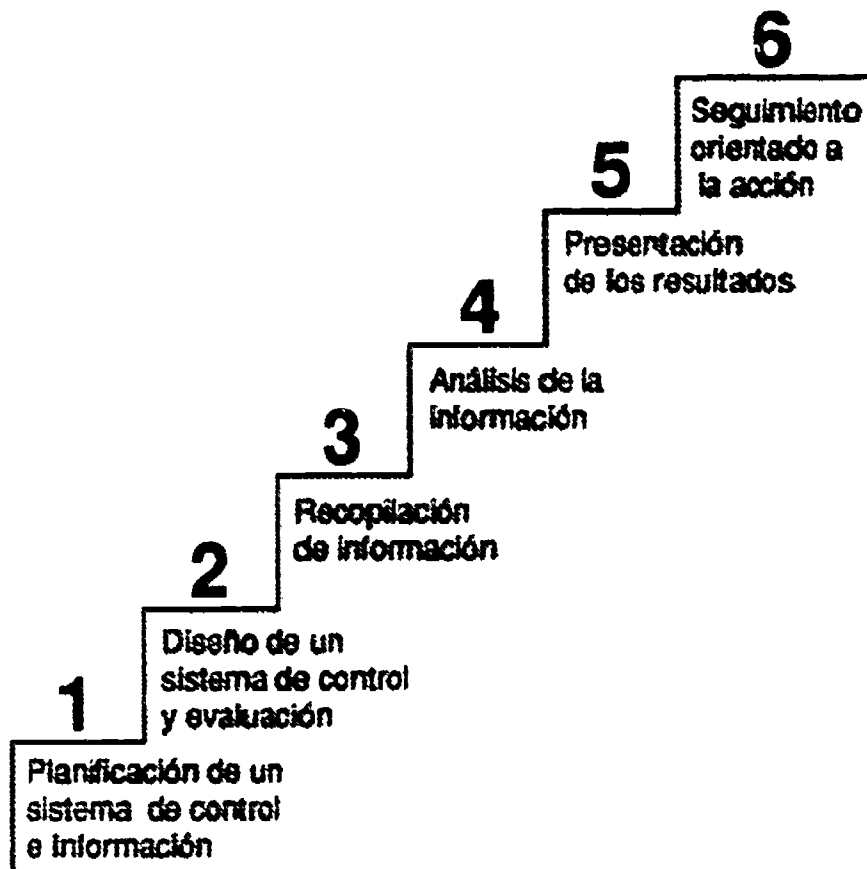 6
Seguimiento
orientado a
la acción
5
Presentación
de los resultados
4
Análisis de la
información
3
Recopilación
de información
2
Diseño de un
sistema de control
y evaluación
1
Planificación de un
sistema de control
e información